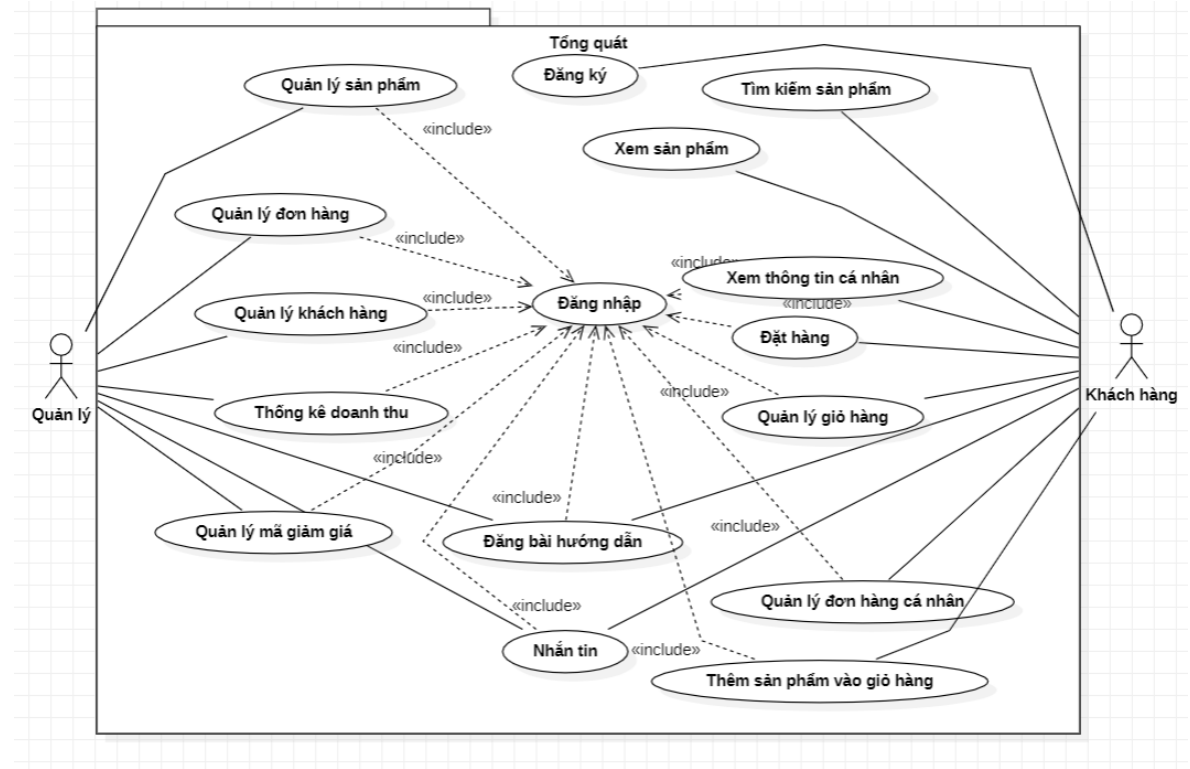 Tổng quát
Đăng ký
Quản lý sản phẩm
Tìm kiếm sản phẩm
«include»
Xem sản phẩm
Quản lý đơn hàng
«include»
«include»
Xem thông tin cá nhân
Quản lý khách hàng
«include»
Đăng nhập
«include»
Đặt hàng
«include»
Quản lý
Khách hàng
Thống kê doanh thu
«include»
Quản lý giỏ hàng
«include»
«include»
Quản lý mã giảm giá
Đăng bài hướng dẫn
«include»
«include»
Quản lý đơn hàng cá nhân
Nhắn tin
«include»
Thêm sản phẩm vào giỏ hàng